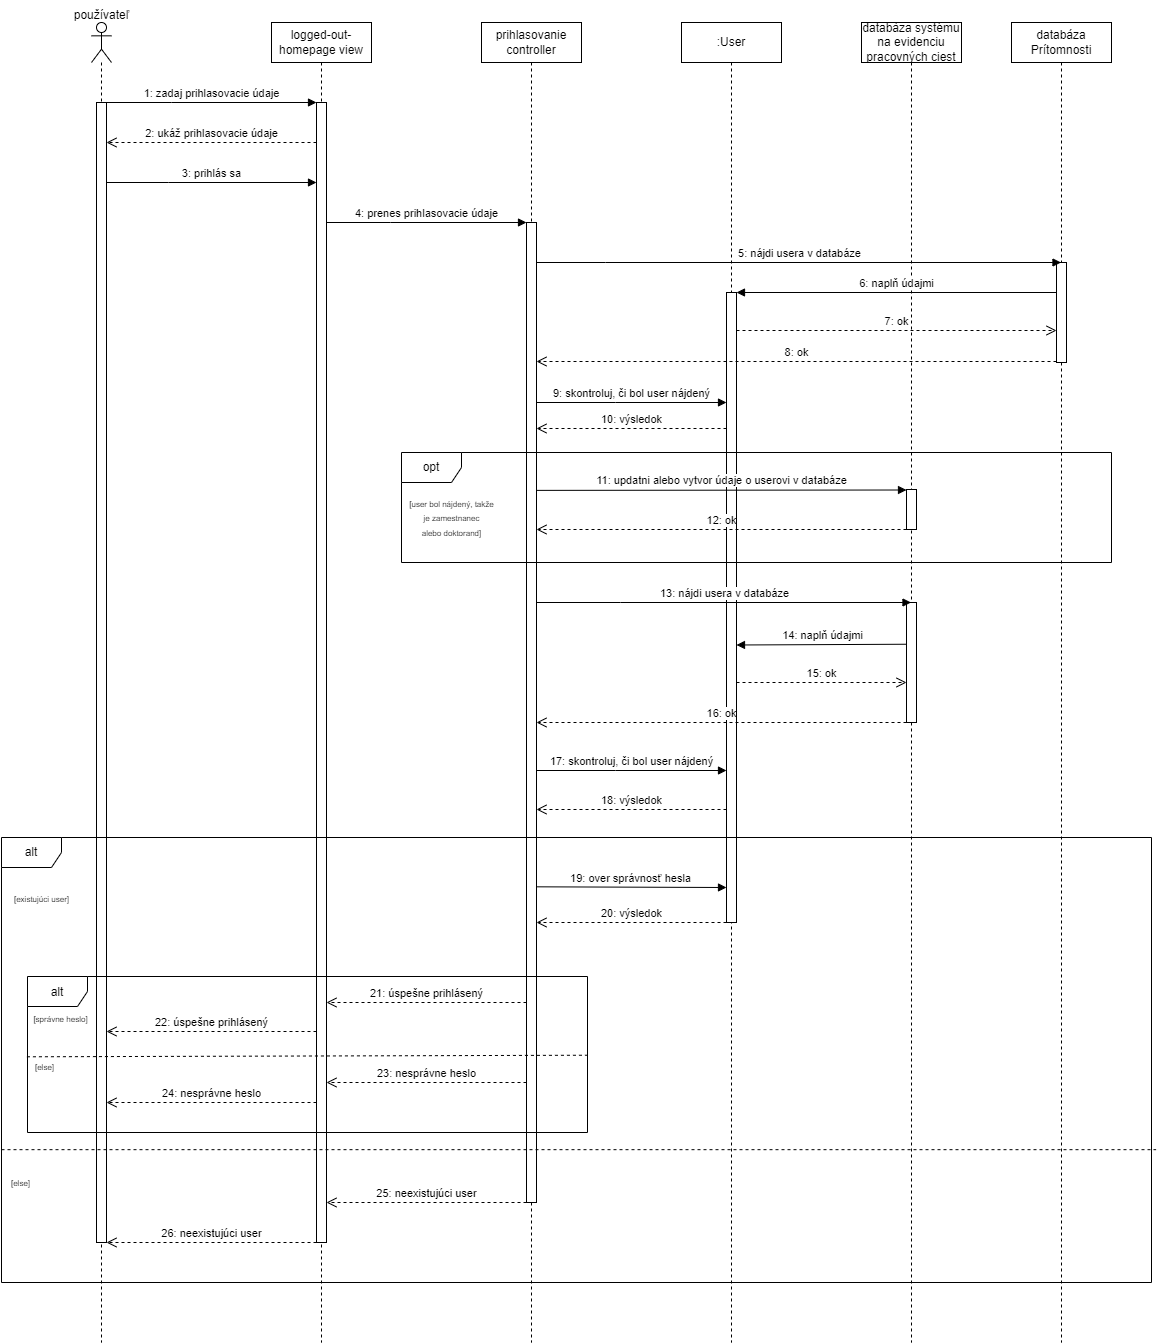 používateľ
logged-out-
homepage view
prihlasovanie
controller
:User
databáza systému
na evidenciu
pracovných ciest
databáza
Prítomnosti
1: zadaj prihlasovacie údaje
2: ukáž prihlasovacie údaje
3: prihlás sa
4: prenes prihlasovacie údaje
5: nájdi usera v databáze
6: naplň údajmi
7: ok
8: ok
9: skontroluj, či bol user nájdený
10: výsledok
opt
[user bol nájdený, takže
je zamestnanec
alebo doktorand]
11: updatni alebo vytvor údaje o userovi v databáze
12: ok
13: nájdi usera v databáze
14: naplň údajmi
15: ok
16: ok
17: skontroluj, či bol user nájdený
18: výsledok
alt
[existujúci user]
19: over správnosť hesla
20: výsledok
alt
[správne heslo]
21: úspešne prihlásený
22: úspešne prihlásený
[else]
23: nesprávne heslo
24: nesprávne heslo
[else]
25: neexistujúci user
26: neexistujúci user